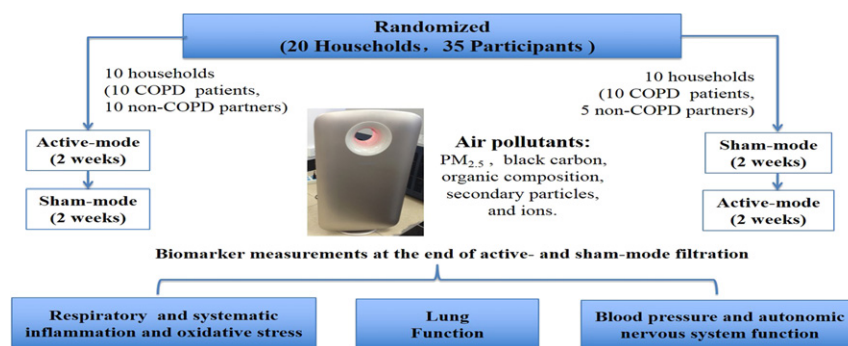 Randomized
(20 Households，35 Participants )
10 households
(10 COPD patients,
10 non-COPD partners)
10 households
(10 COPD patients,
5 non-COPD partners)
Active-mode
(2 weeks)
Sham-mode
(2 weeks)
Air pollutants:
PM2.5 , black carbon,
organic composition,
secondary particles,
and ions.
Sham-mode
(2 weeks)
Active-mode
(2 weeks)
Biomarker measurements at the end of active- and sham-mode filtration
Respiratory and systematic
inflammation and oxidative stress
Lung
Function
Blood pressure and autonomic
nervous system function